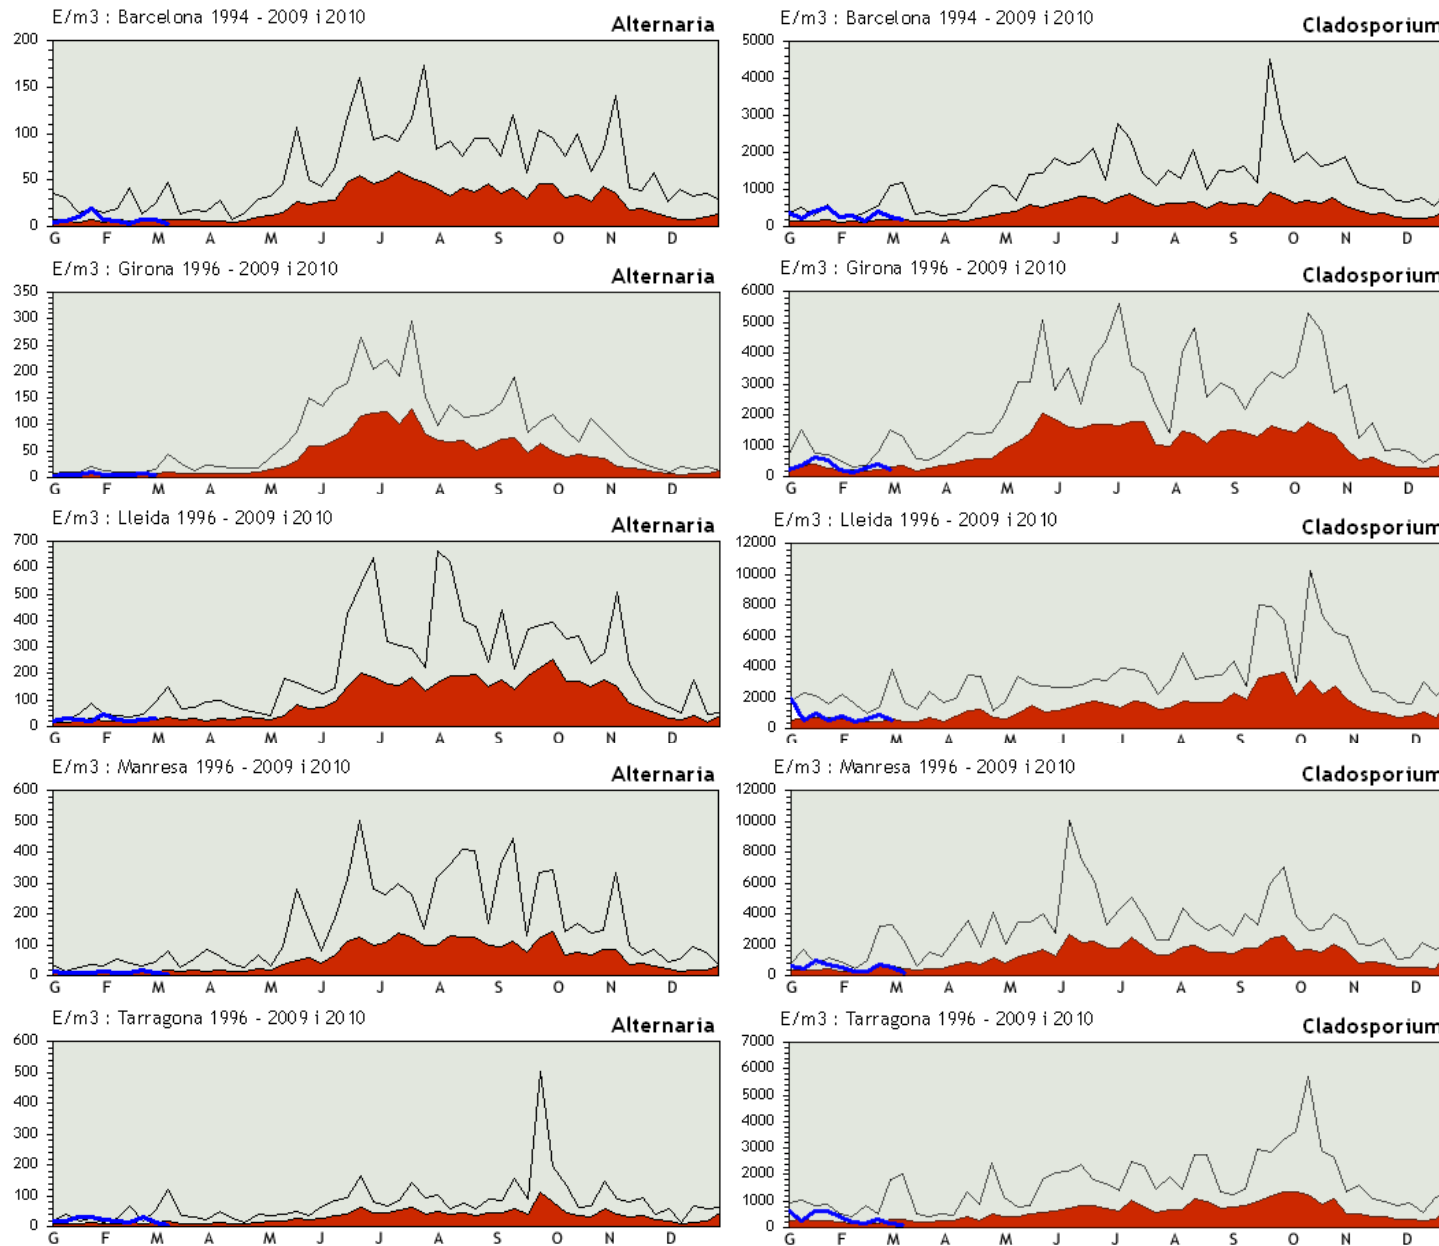 E/m3 : Barcelona 1994 - 2009 i 2010
Alternaria
200
150
100
50
0
G F M A M J J A S O N D
E/m3 : Barcelona 1994 - 2009 i 2010
Cladosporium
5000
4000
3000
2000
1000
0
G F M A M J J A S O N D
E/m3 : Girona 1996 - 2009 i 2010
Alternaria
350
300
250
200
150
100
50
0
G F M A M J J A S O N D
E/m3 : Girona 1996 - 2009 i 2010
Cladosporium
6000
5000
4000
3000
2000
1000
0
G F M A M J J A S O N D
E/m3 : Lleida 1996 - 2009 i 2010
Alternaria
700
600
500
400
300
200
100
0
G F M A M J J A S O N D
E/m3 : Lleida 1996 - 2009 i 2010
Cladosporium
12000
10000
8000
6000
4000
2000
0
G F M A M J J A S O N D
E/m3 : Manresa 1996 - 2009 i 2010
Alternaria
600
500
400
300
200
100
0
G F M A M J J A S O N D
E/m3 : Manresa 1996 - 2009 i 2010
Cladosporium
12000
10000
8000
6000
4000
2000
0
G F M A M J J A S O N D
E/m3 : Tarragona 1996 - 2009 i 2010
Alternaria
600
500
400
300
200
100
0
G F M A M J J A S O N D
E/m3 : Tarragona 1996 - 2009 i 2010
Cladosporium
7000
6000
5000
4000
3000
2000
1000
0
G F M A M J J A S O N D